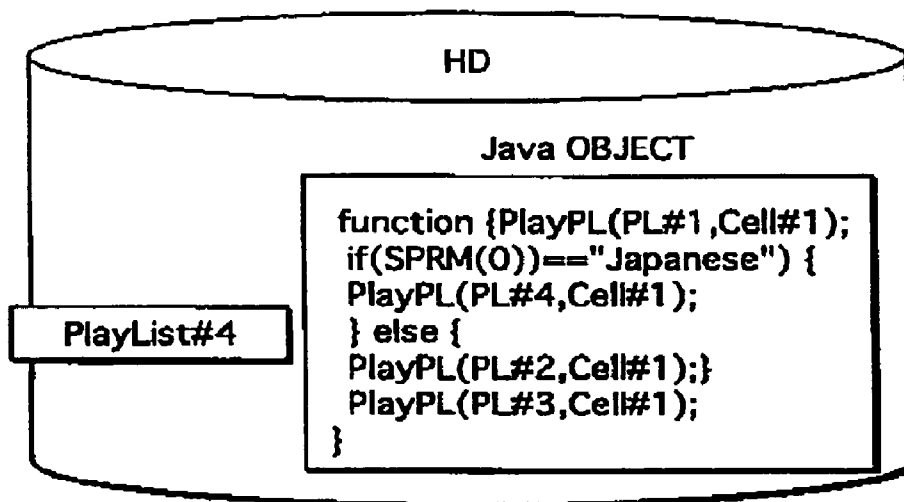 HD
Java OBJECT
function {PlayPL(PL#1,Cell#1);
if(SPRM(0))=="Japanese") {
PlayPL(PL#4,Cell#1);
} else {
PlayPL(PL#2,Cell#1);}
PlayPL(PL#3,Cell#1);
}
PlayList#4